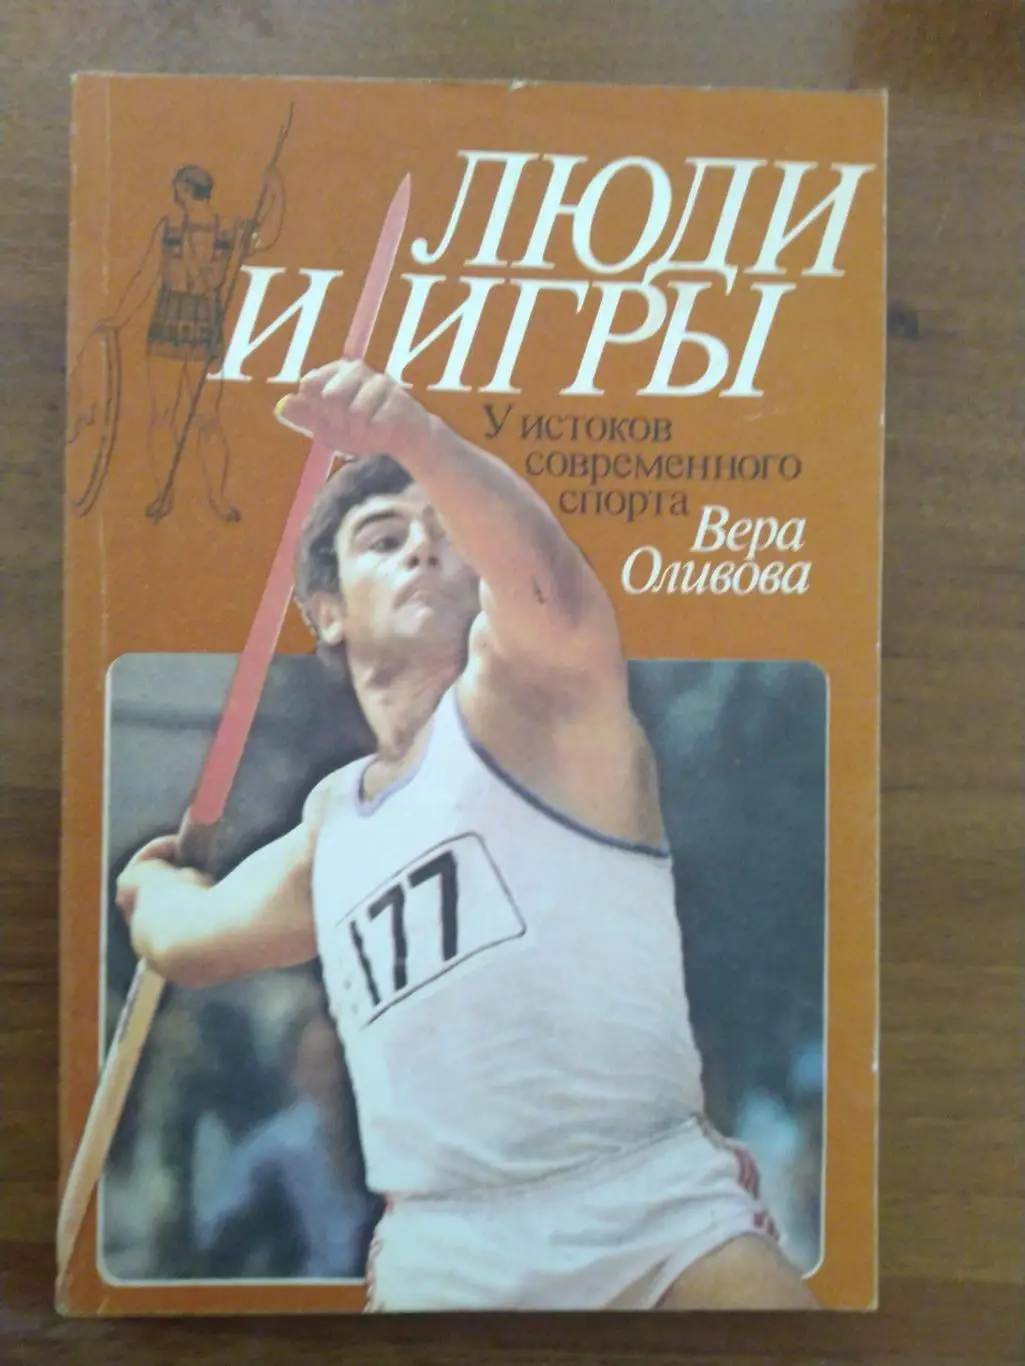 ЛЮДИ
И ИГРЫ
У истоков
современного
спорта
Вера
Оливова
177